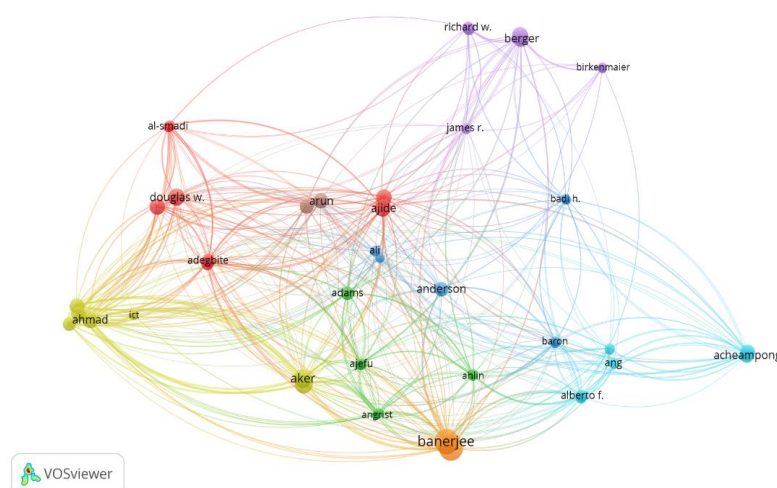 richard w.
berger
birkenmaier
al-smadi
james r.
douglas w.
arun
ajide
badi h.
ali
adegbite
adams
anderson
ahmad
ict
baron
ang
acheampong
ajefu
aker
ahlin
alberto f.
angrist
banerjee
VOSviewer